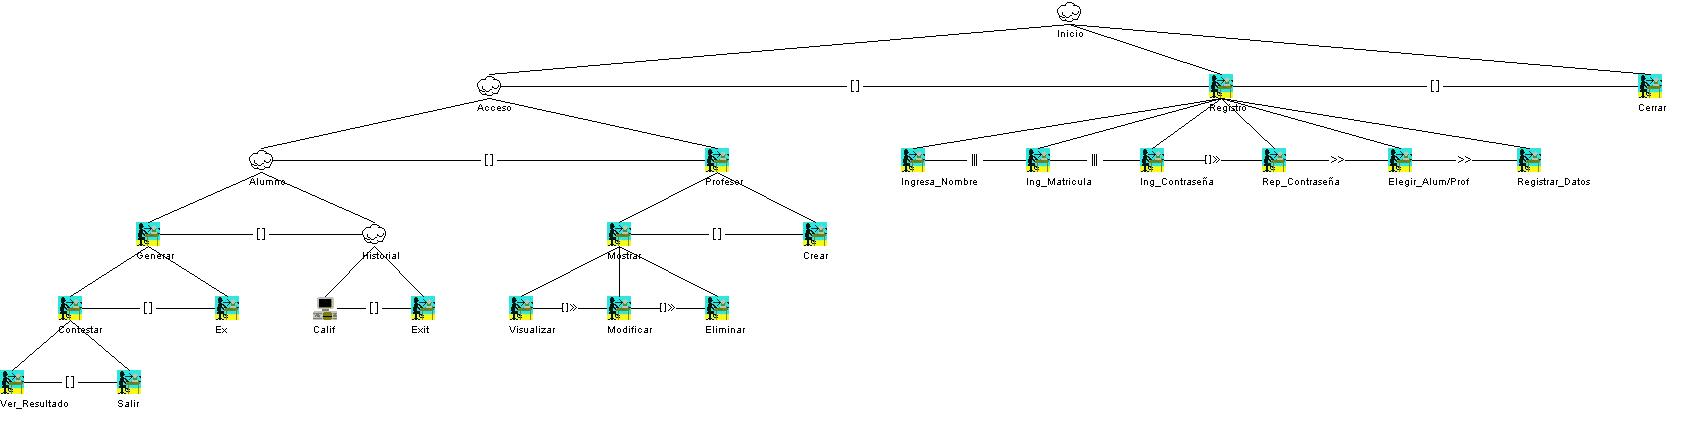 Inicio
[] []
Acceso Registro Cerrar
[] ||| ||| []>> >> >>
Alumno Profesor Ingresa_Nombre Ing_Matricula Ing_Contraseña Rep_Contraseña Elegir_Alum/Prof Registrar_Datos
[] []
Generar Historial Mostrar Crear
[] [] []>> []>>
Contestar Ex Calif Exit Visualizar Modificar Eliminar
[]
Ver_Resultado Salir